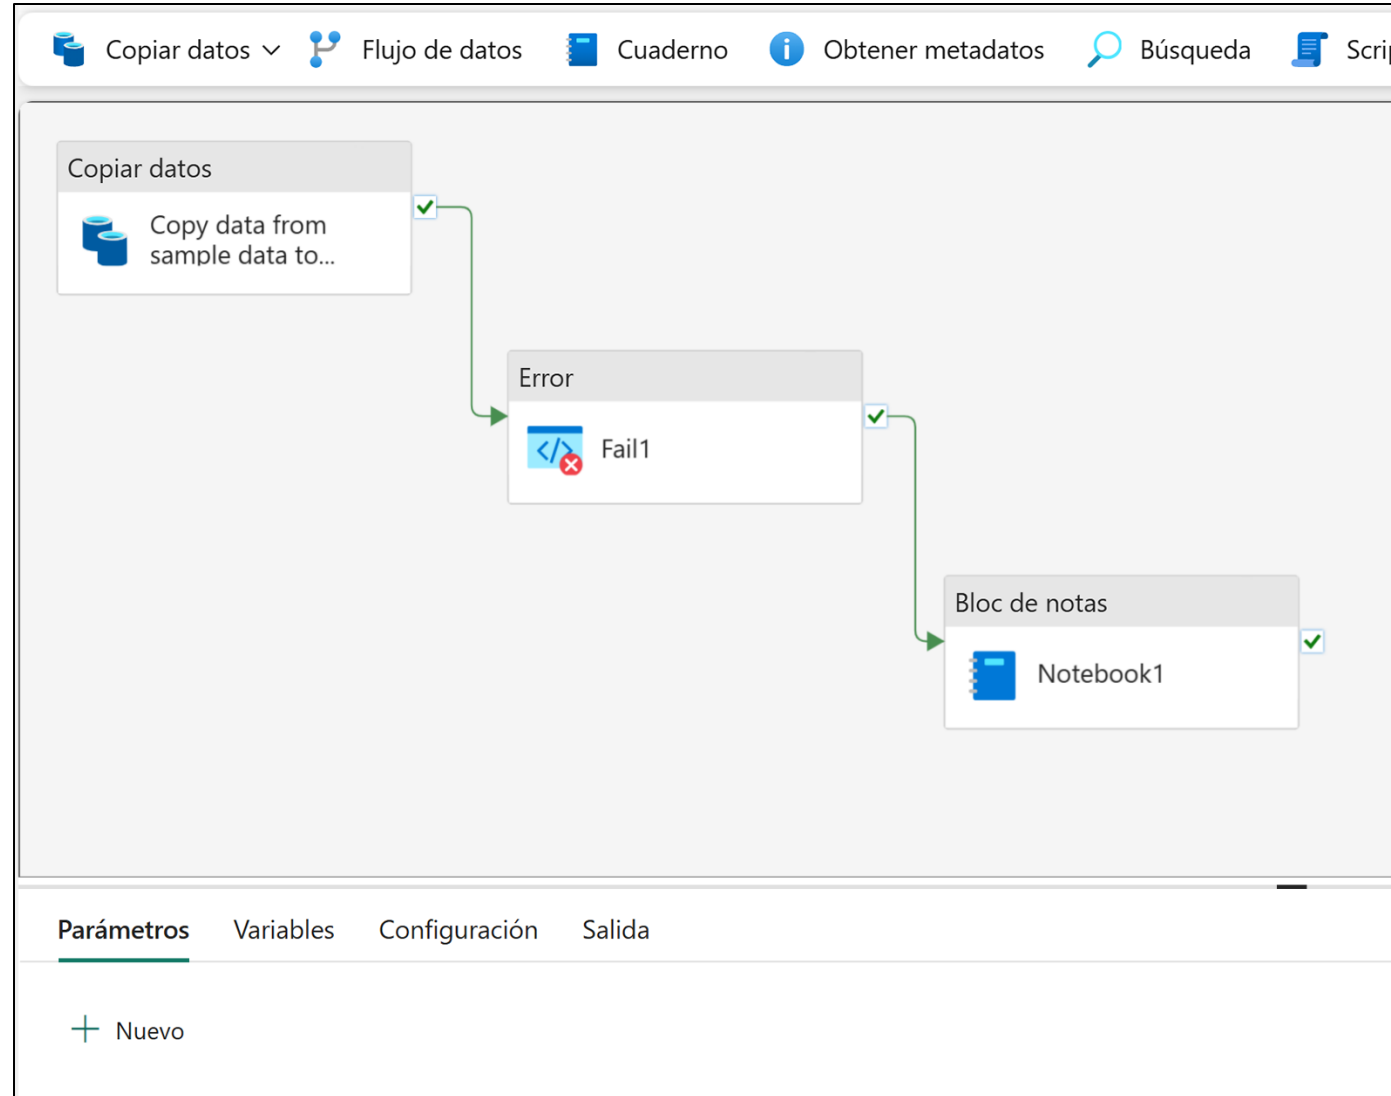 Copiar datos Flujo de datos Cuaderno Obtener metadatos Búsqueda
Copiar datos
Copy data from
sample data to...
Error
Fail1
Bloc de notas
Notebook1
Parámetros Variables Configuración Salida
Nuevo